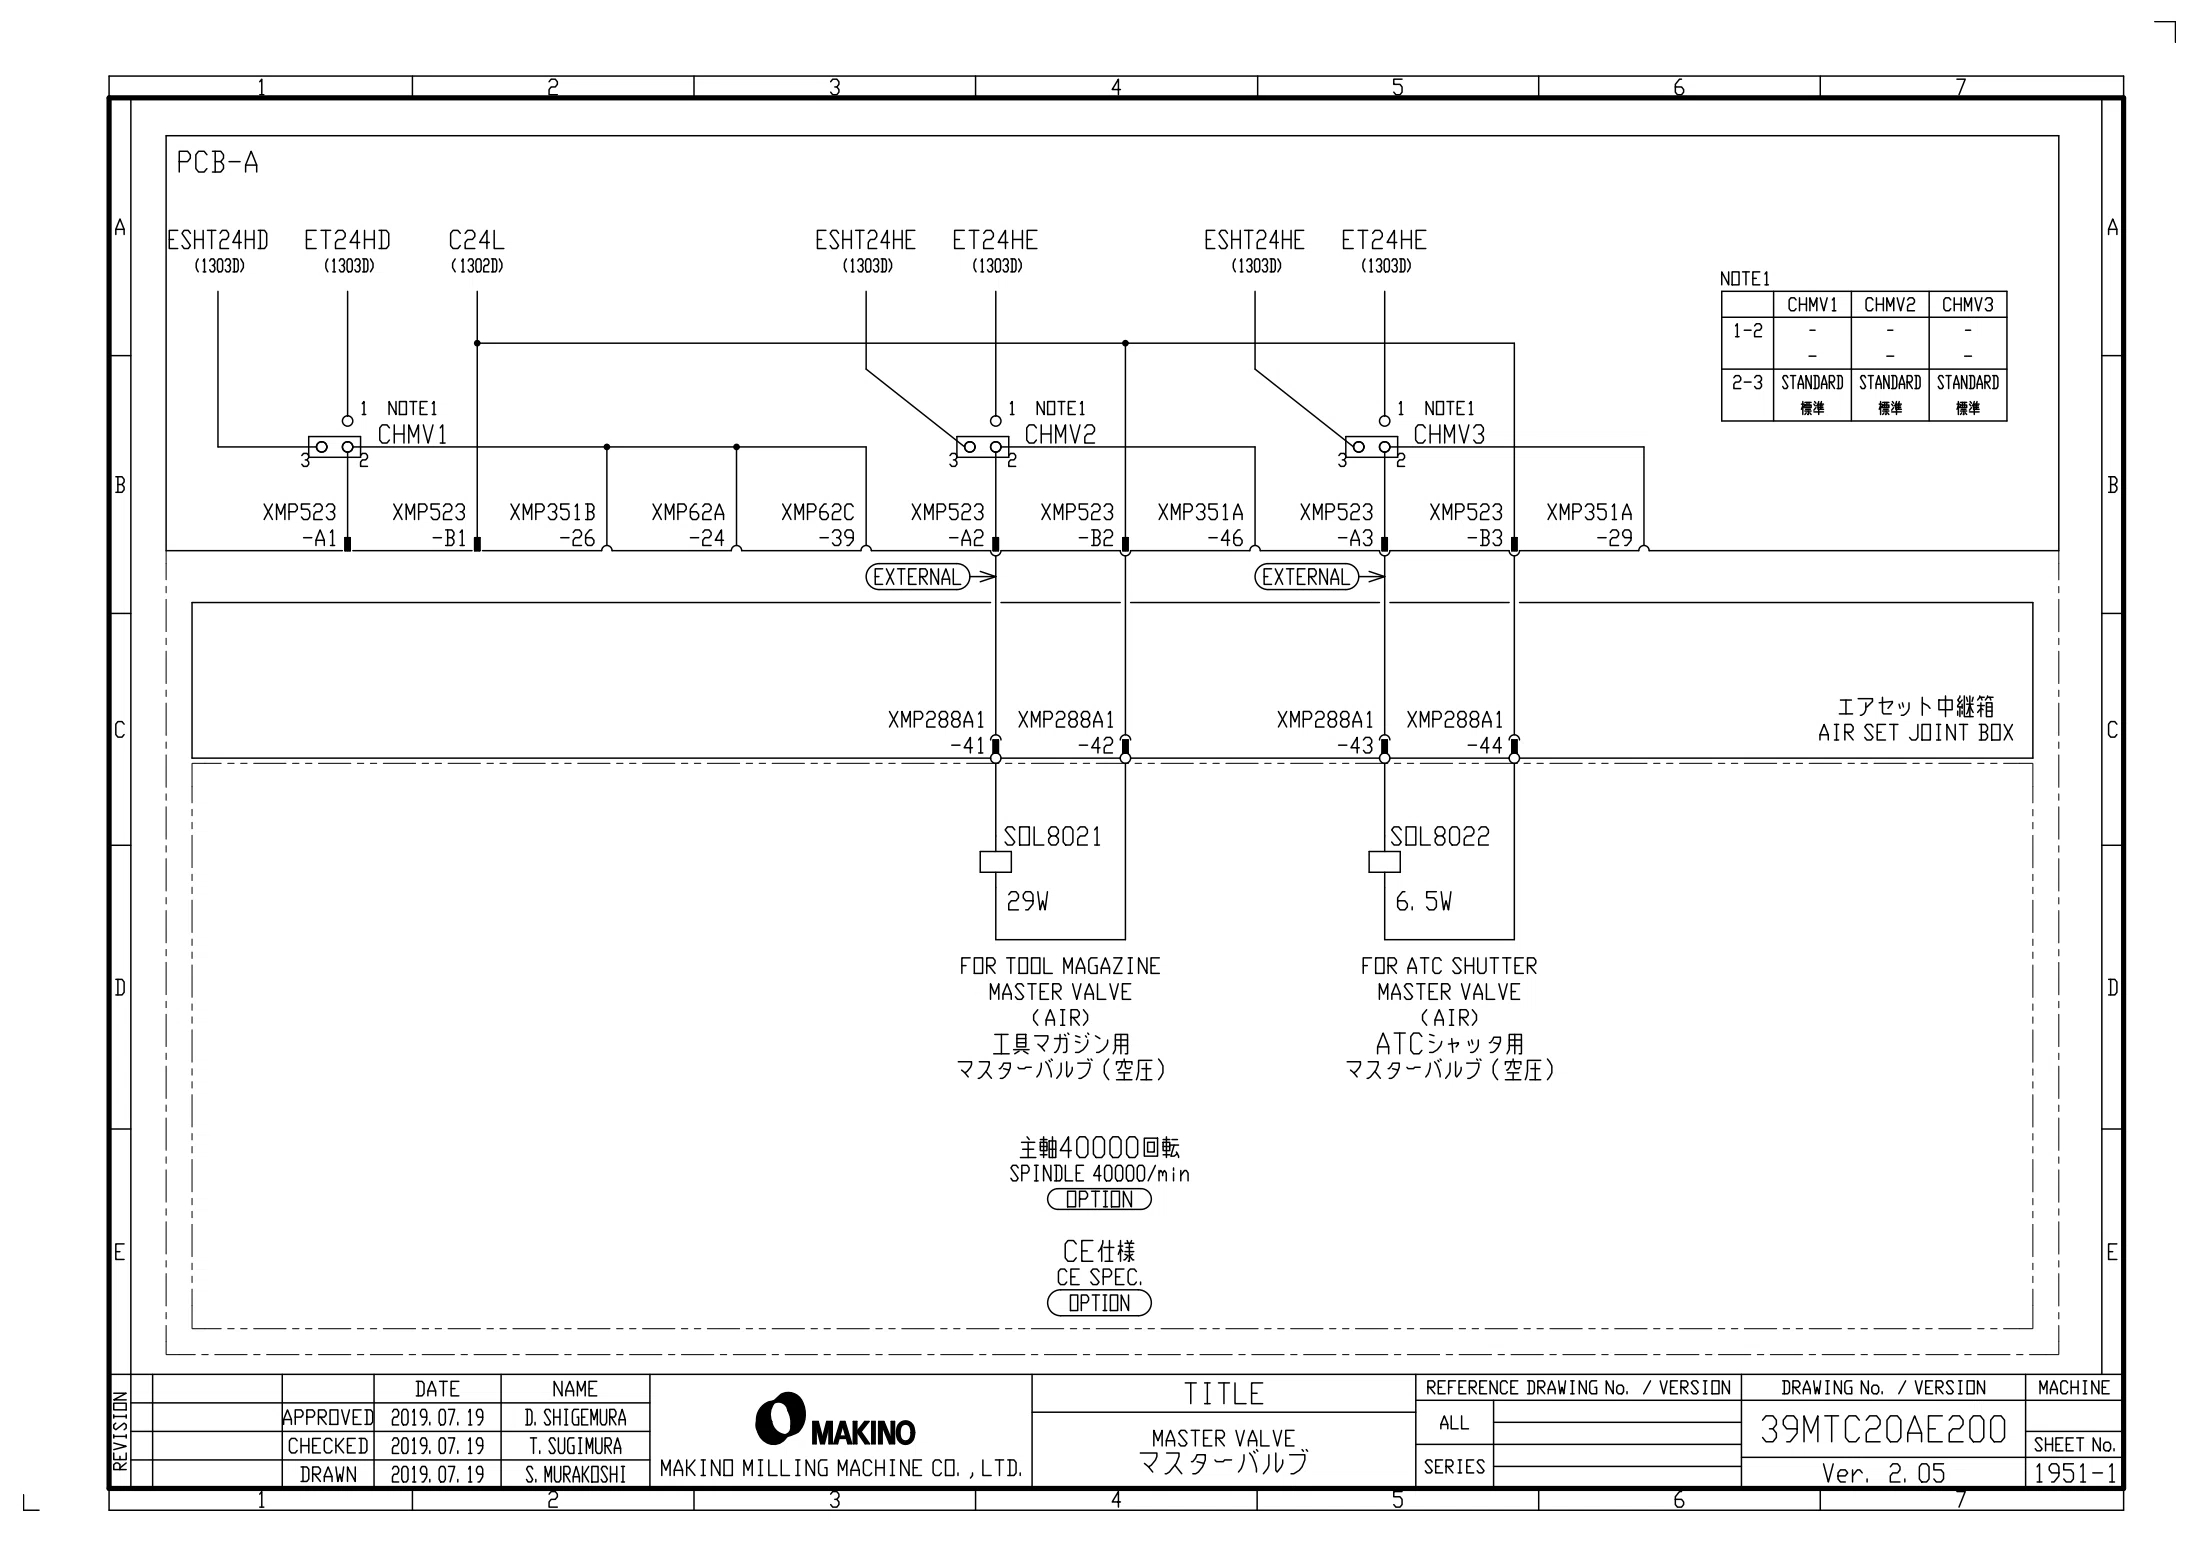 1 2 3 4 5 6 7
A A
B B
C C
D D
E E
PCB-A
ESHT24HD ET24HD C24L ESHT24HE ET24HE ESHT24HE ET24HE
(1303D) (1303D) (1302D) (1303D) (1303D) (1303D) (1303D)
NOTE1
CHMV1 CHMV2 CHMV3
1-2 - - -
- - -
2-3 STANDARD STANDARD STANDARD
標準 標準 標準
1 NOTE1 1 NOTE1 1 NOTE1
CHMV1 CHMV2 CHMV3
3 2 3 2 3 2
XMP523 XMP523 XMP351B XMP62A XMP62C XMP523 XMP523 XMP351A XMP523 XMP523 XMP351A
-A1 -B1 -26 -24 -39 -A2 -B2 -46 -A3 -B3 -29
EXTERNAL EXTERNAL
エアセット中継箱
AIR SET JOINT BOX
XMP288A1 XMP288A1 XMP288A1 XMP288A1
-41 -42 -43 -44
SOL8021 SOL8022
29W 6.5W
FOR TOOL MAGAZINE
MASTER VALVE
(AIR)
工具マガジン用
マスターバルブ(空圧)
FOR ATC SHUTTER
MASTER VALVE
(AIR)
ATCシャッタ用
マスターバルブ(空圧)
主軸40000回転
SPINDLE 40000/min
OPTION
CE仕様
CE SPEC.
OPTION
REVISION
DATE NAME
APPROVED 2019.07.19 D. SHIGEMURA
CHECKED 2019.07.19 T. SUGIMURA
DRAWN 2019.07.19 S. MURAKOSHI
MAKINO
MAKINO MILLING MACHINE CO.,LTD.
TITLE
MASTER VALVE
マスターバルブ
REFERENCE DRAWING No. / VERSION
ALL
SERIES
DRAWING No. / VERSION
39MTC20AE200
Ver. 2.05
MACHINE
SHEET No.
1951-1
1 2 3 4 5 6 7